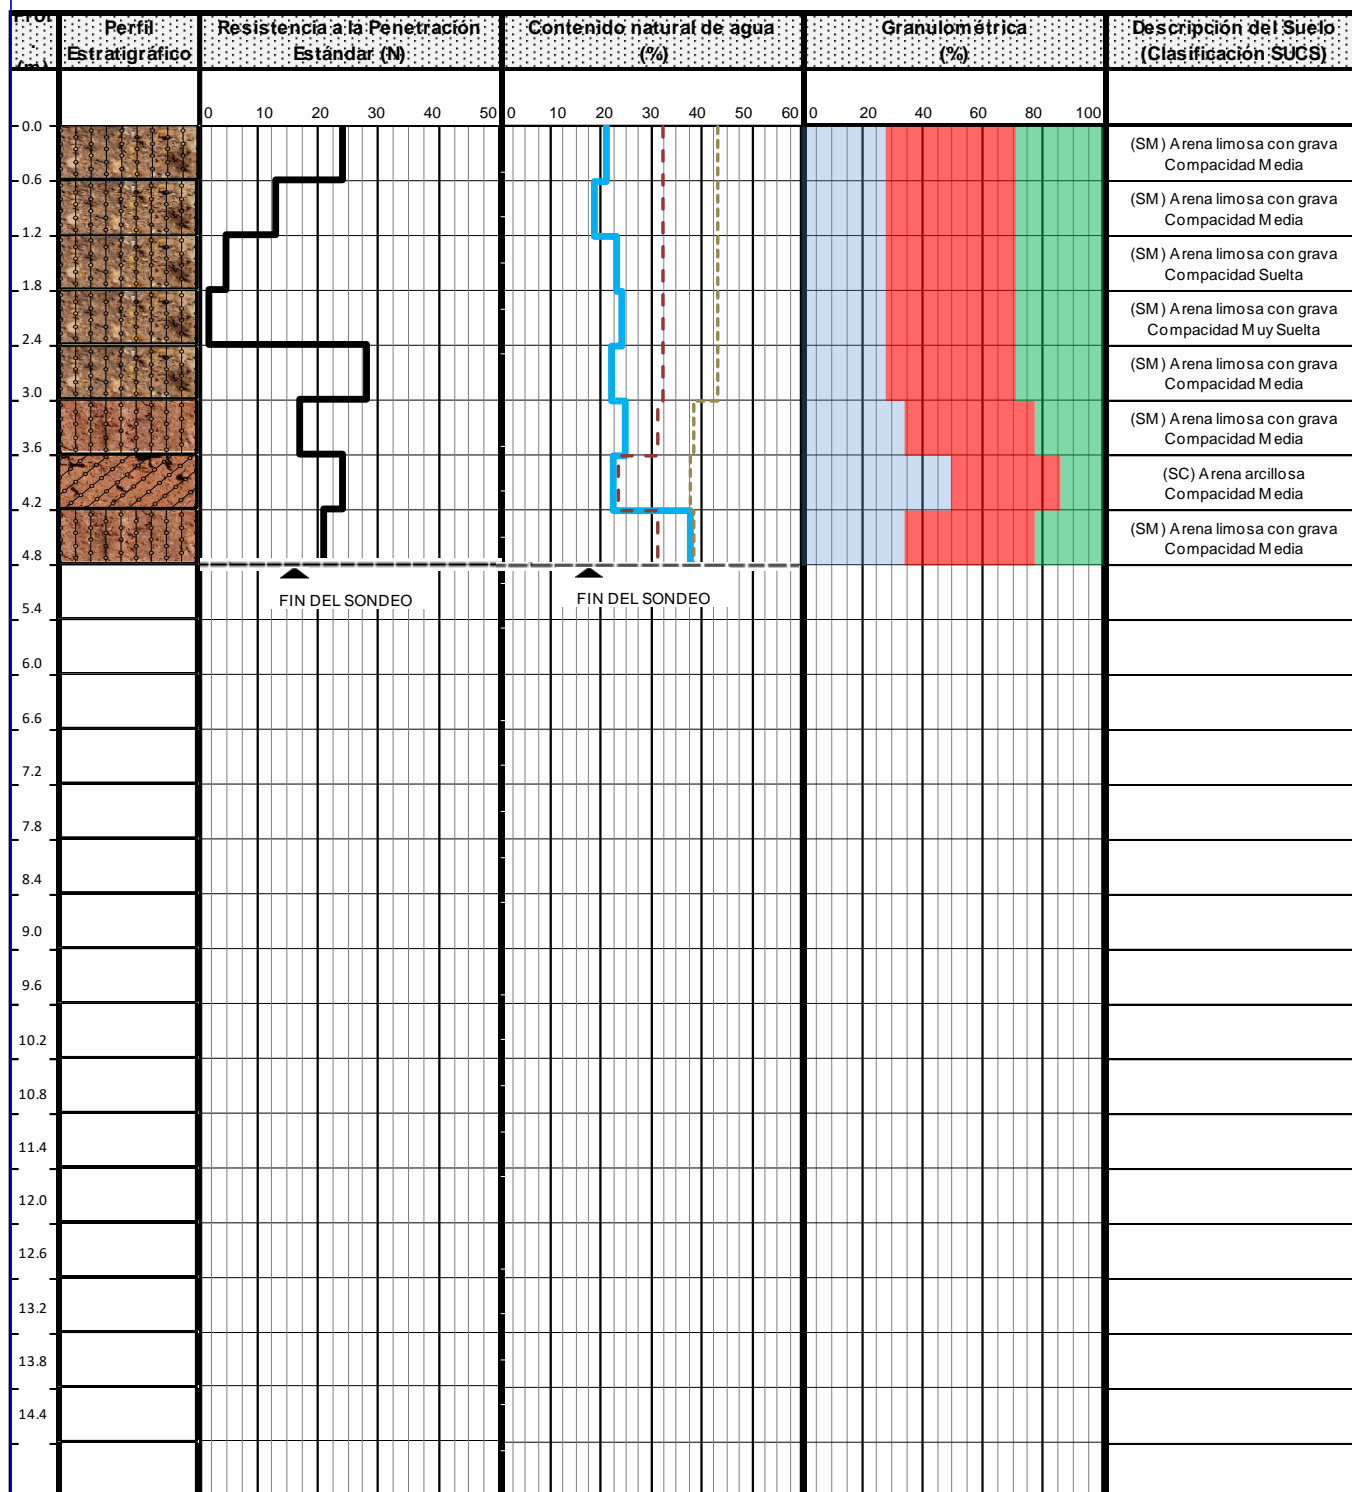 Perfil
Estratigráfico
Resistencia a la Penetración
Estándar (N)
Contenido natural de agua
(%)
Granulométrica
(%)
Descripción del Suelo
(Clasificación SUCS)
0 10 20 30 40 50
0 10 20 30 40 50 60
0 20 40 60 80 100
0.0
(SM) Arena limosa con grava
Compacidad Media
0.6
(SM) Arena limosa con grava
Compacidad Media
1.2
(SM) Arena limosa con grava
Compacidad Suelta
1.8
(SM) Arena limosa con grava
Compacidad Muy Suelta
2.4
(SM) Arena limosa con grava
Compacidad Media
3.0
(SM) Arena limosa con grava
Compacidad Media
3.6
(SC) Arena arcillosa
Compacidad Media
4.2
(SM) Arena limosa con grava
Compacidad Media
4.8
FIN DEL SONDEO
FIN DEL SONDEO
5.4
6.0
6.6
7.2
7.8
8.4
9.0
9.6
10.2
10.8
11.4
12.0
12.6
13.2
13.8
14.4